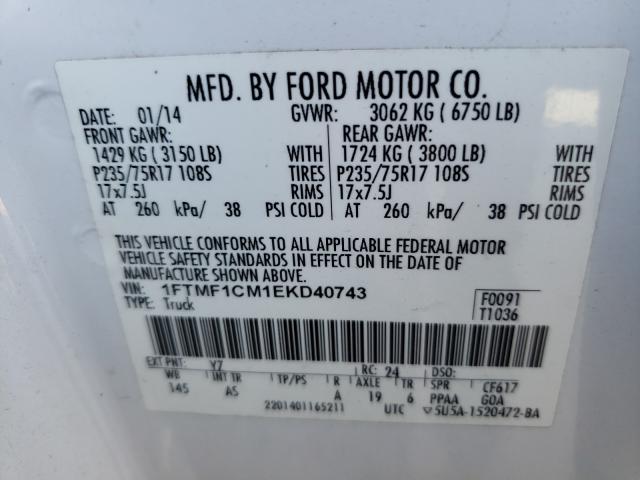 MFD. BY FORD MOTOR CO.
DATE: 01/14 GVWR: 3062 KG ( 6750 LB)
FRONT GAWR: REAR GAWR:
1429 KG ( 3150 LB) WITH 1724 KG ( 3800 LB) WITH
P235/75R17 108S TIRES P235/75R17 108S TIRES
17x7.5J RIMS 17x7.5J RIMS
AT 260 kPa/ 38 PSI COLD AT 260 kPa/ 38 PSI COLD
THIS VEHICLE CONFORMS TO ALL APPLICABLE FEDERAL MOTOR
VEHICLE SAFETY STANDARDS IN EFFECT ON THE DATE OF
MANUFACTURE SHOWN ABOVE.
VIN: 1FTMF1CM1EKD40743 F0091
TYPE: Truck T1036
EXT PNT: Y7 RC: 24 DSO:
WB INT TR TP/PS R AXLE TR SPR CF617
145 AS A 19 6 PPAA GOA
2201401165211 UTC ▽5U5A-1520472-BA